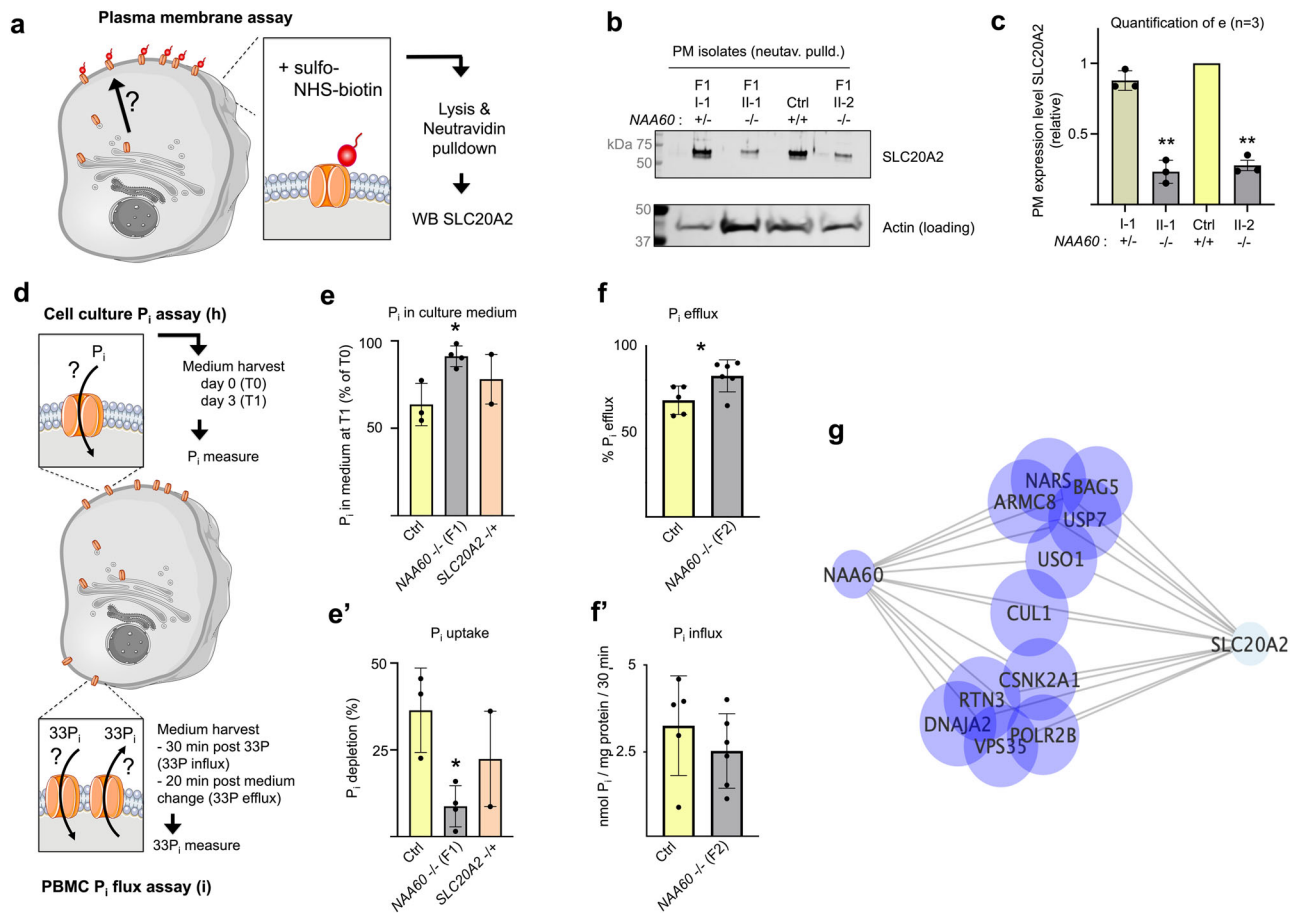 a
Plasma membrane assay
?
+ sulfo-
NHS-biotin
Lysis &
Neutravidin
pulldown
WB SLC20A2
b
PM isolates (neutav. pulld.)
F1 F1 F1
I-1 II-1 Ctrl II-2
NAA60 : +/- -/- +/+ -/-
kDa 75
50
SLC20A2
50
37
Actin (loading)
c
Quantification of e (n=3)
PM expression level SLC20A2
(relative)
1
0.5
** **
I-1 II-1 Ctrl II-2
NAA60 : +/- -/- +/+ -/-
d
Cell culture Pi assay (h)
?
Pi
Medium harvest
day 0 (T0)
day 3 (T1)
Pi measure
33Pi 33Pi
? ?
Medium harvest
- 30 min post 33P
(33P influx)
- 20 min post medium
change (33P efflux)
33Pi measure
PBMC Pi flux assay (i)
e
Pi in culture medium
Pi in medium at T1 (% of T0)
100
50
*
Ctrl
NAA60 -/- (F1)
SLC20A2 -/+
e'
Pi uptake
Pi depletion (%)
50
25
0
*
Ctrl
NAA60 -/- (F1)
SLC20A2 -/+
f
Pi efflux
% Pi efflux
100
50
*
Ctrl
NAA60 -/- (F2)
f'
Pi influx
nmol Pi / mg protein / 30 min
5
2.5
0
Ctrl
NAA60 -/- (F2)
g
NARS
BAG5
ARMC8
USP7
USO1
NAA60
CUL1
SLC20A2
CSNK2A1
RTN3
DNAJA2
POLR2B
VPS35